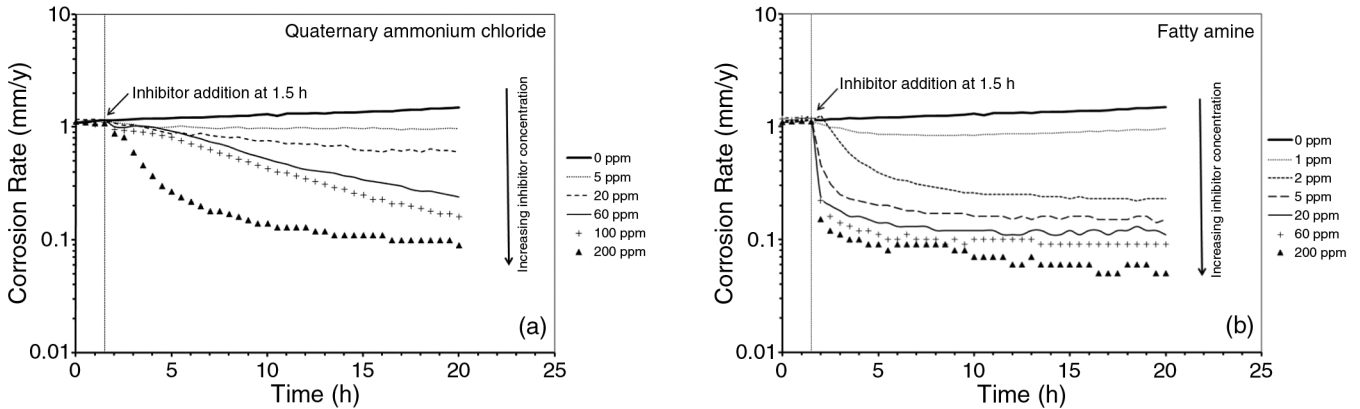 10
1
0.1
0.01
Corrosion Rate (mm/y)
Quaternary ammonium chloride
Inhibitor addition at 1.5 h
Increasing inhibitor concentration
0 ppm
5 ppm
20 ppm
60 ppm
100 ppm
200 ppm
(a)
0 5 10 15 20 25
Time (h)
10
1
0.1
0.01
Corrosion Rate (mm/y)
Fatty amine
Inhibitor addition at 1.5 h
Increasing inhibitor concentration
0 ppm
1 ppm
2 ppm
5 ppm
20 ppm
60 ppm
200 ppm
(b)
0 5 10 15 20 25
Time (h)